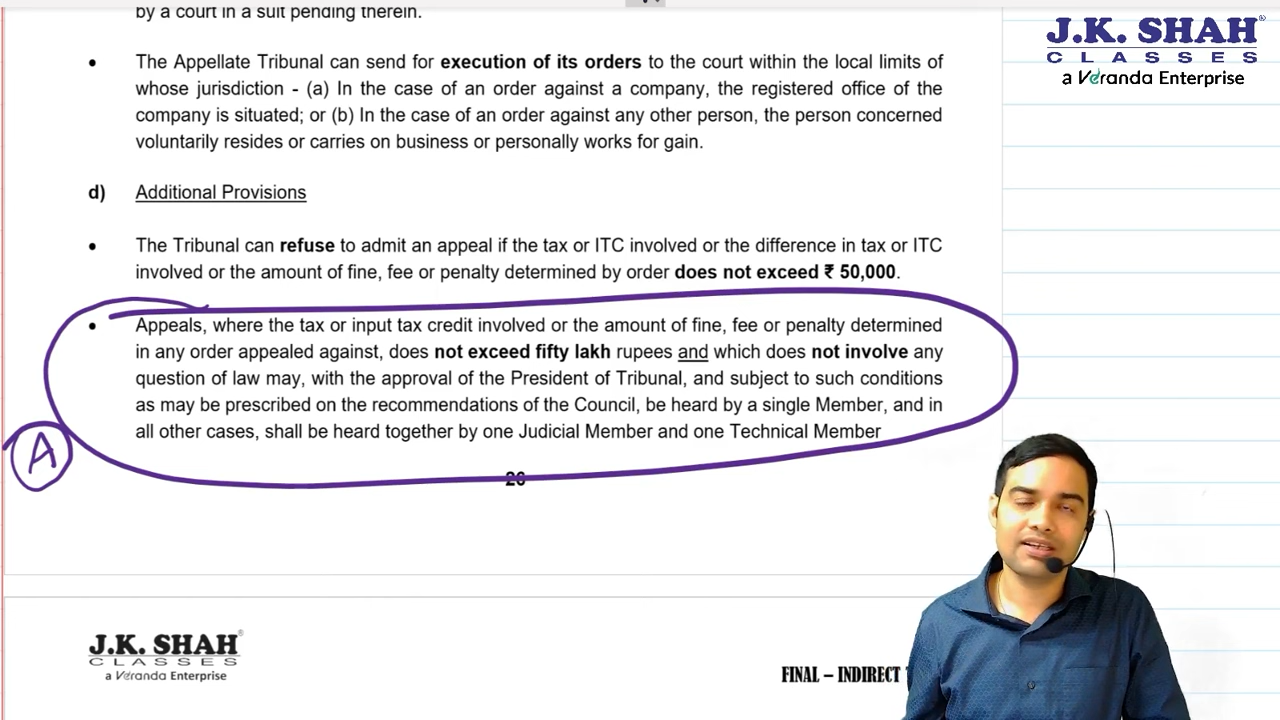 by a court in a suit pending therein.
J.K. SHAH®
CLASSES
a Veranda Enterprise
• The Appellate Tribunal can send for execution of its orders to the court within the local limits of
whose jurisdiction - (a) In the case of an order against a company, the registered office of the
company is situated; or (b) In the case of an order against any other person, the person concerned
voluntarily resides or carries on business or personally works for gain.
d) Additional Provisions
• The Tribunal can refuse to admit an appeal if the tax or ITC involved or the difference in tax or ITC
involved or the amount of fine, fee or penalty determined by order does not exceed ₹ 50,000.
• Appeals, where the tax or input tax credit involved or the amount of fine, fee or penalty determined
in any order appealed against, does not exceed fifty lakh rupees and which does not involve any
question of law may, with the approval of the President of Tribunal, and subject to such conditions
as may be prescribed on the recommendations of the Council, be heard by a single Member, and in
all other cases, shall be heard together by one Judicial Member and one Technical Member
A
26
J.K. SHAH®
CLASSES
a Veranda Enterprise
FINAL – INDIRECT